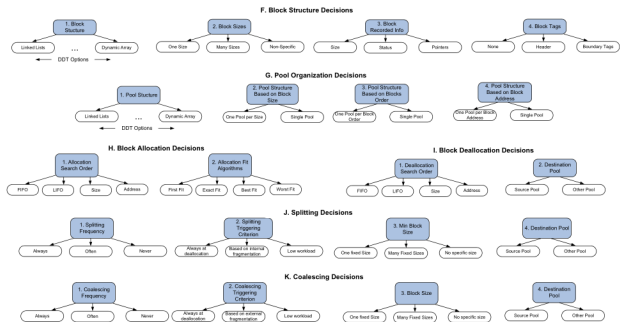 F. Block Structure Decisions
1. Block Stucture
Linked Lists
...
Dynamic Array
DDT Options
2. Block Sizes
One Size
Many Sizes
Non-Specific
3. Block Recorded Info
Size
Status
Pointers
4. Block Tags
None
Header
Boundary Tags
G. Pool Organization Decisions
1. Pool Stucture
Linked Lists
...
Dynamic Array
DDT Options
2. Pool Structure Based on Block Size
One Pool per Size
Single Pool
3. Pool Structure Based on Blocks Order
One Pool per Block Order
Single Pool
4. Pool Structure Based on Block Address
One Pool per Block Address
Single Pool
H. Block Allocation Decisions
1. Allocation Search Order
FIFO
LIFO
Size
Address
2. Allocation Fit Algorithms
First Fit
Exact Fit
Best Fit
Worst Fit
I. Block Deallocation Decisions
1. Deallocation Search Order
FIFO
LIFO
Size
Address
2. Destination Pool
Source Pool
Other Pool
J. Splitting Decisions
1. Splitting Frequency
Always
Often
Never
2. Splitting Triggering Criterion
Always at deallocation
Based on internal fragmentation
Low workload
3. Min Block Size
One fixed Size
Many Fixed Sizes
No specific size
4. Destination Pool
Source Pool
Other Pool
K. Coalescing Decisions
1. Coalescing Frequency
Always
Often
Never
2. Coalescing Triggering Criterion
Always at deallocation
Based on external fragmentation
Low workload
3. Block Size
One fixed Size
Many Fixed Sizes
No specific size
4. Destination Pool
Source Pool
Other Pool